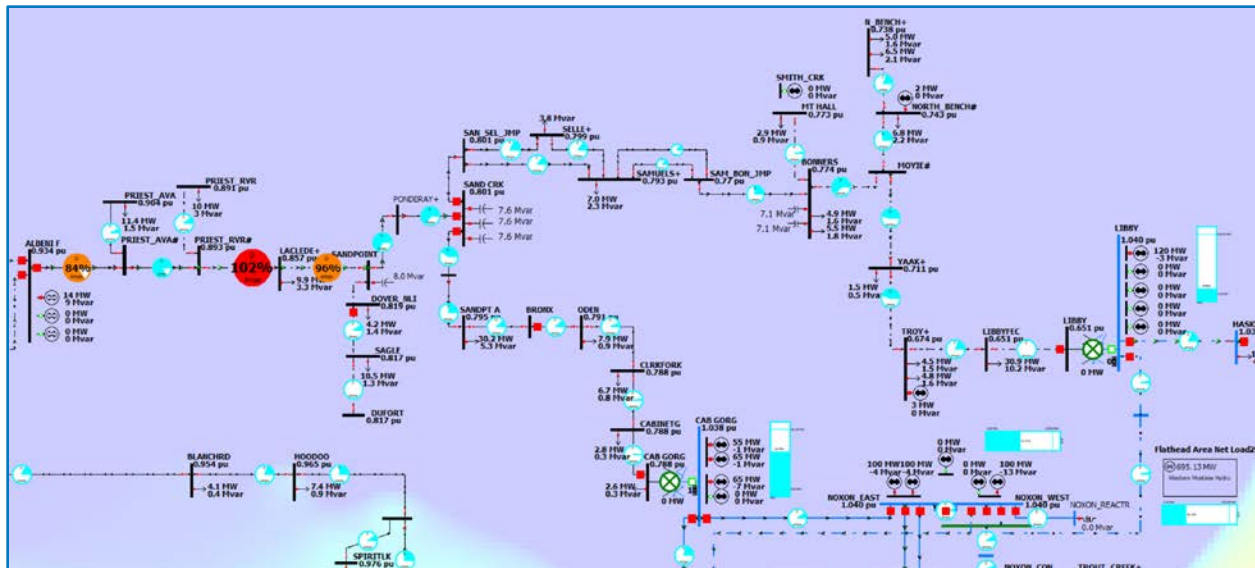 N_BENCH+
0.738 pu
5.0 MW
1.6 Mvar
6.5 MW
2.1 Mvar
SMITH_CRK
0 MW
0 Mvar
2 MW
0 Mvar
NORTH_BENCH#
0.743 pu
6.8 MW
2.2 Mvar
MT HALL
0.773 pu
2.9 MW
0.9 Mvar
3.8 Mvar
SELLE+
0.799 pu
SAN_SEL_JMP
0.801 pu
SAMUELS+
0.793 pu
7.0 MW
2.3 Mvar
SAM_BON_JMP
0.77 pu
BONNERS
0.774 pu
7.1 Mvar
7.1 Mvar
4.9 MW
1.6 Mvar
5.5 MW
1.8 Mvar
MOYIE#
PRIEST_RVR
0.891 pu
PRIEST_AVA
0.904 pu
10 MW
3 Mvar
11.4 MW
1.5 Mvar
PONDERAY+
SAND CRK
0.801 pu
7.6 Mvar
7.6 Mvar
7.6 Mvar
ALBENI F
0.934 pu
84%
PRIEST_AVA#
PRIEST_RVR#
0.893 pu
102%
LACLEDE+
0.857 pu
96%
SANDPOINT
9.9 MW
3.3 Mvar
8.0 Mvar
14 MW
9 Mvar
0 MW
0 Mvar
0 MW
0 Mvar
DOVER_NLI
0.819 pu
4.2 MW
1.4 Mvar
SAGLE
0.817 pu
10.5 MW
1.3 Mvar
DUFORT
0.817 pu
SANDPT A
0.795 pu
30.2 MW
5.3 Mvar
BRONX
ODEN
0.791 pu
7.9 MW
0.9 Mvar
CLRKFORK
0.788 pu
6.7 MW
0.8 Mvar
CABINETG
0.788 pu
2.8 MW
0.3 Mvar
CAB GORG
0.788 pu
2.6 MW
0.3 Mvar
0 MW
CAB GORG
1.038 pu
55 MW
-1 Mvar
65 MW
-1 Mvar
65 MW
-7 Mvar
0 MW
0 Mvar
YAAK+
0.711 pu
1.5 MW
0.5 Mvar
TROY+
0.674 pu
4.5 MW
1.5 Mvar
4.8 MW
1.6 Mvar
3 MW
0 Mvar
LIBBYFEC
0.651 pu
30.9 MW
10.2 Mvar
LIBBY
0.651 pu
0 MW
LIBBY
1.040 pu
120 MW
-3 Mvar
0 MW
0 Mvar
0 MW
0 Mvar
0 MW
0 Mvar
0 MW
0 Mvar
0 MW
0 Mvar
100 MW
100 MW
0 MW
0 Mvar
100 MW
-13 Mvar
NOXON_EAST
1.040 pu
NOXON_WEST
1.040 pu
NOXON_REACTR
0.0 Mvar
Flathead Area Net Load
695.13 MW
Western Montana Hydro
BLANCHRD
0.954 pu
4.1 MW
0.4 Mvar
HOODOO
0.965 pu
7.4 MW
0.9 Mvar
SPIRITLK
0.976 pu
NOXON_CON
TROUT_CREEK+